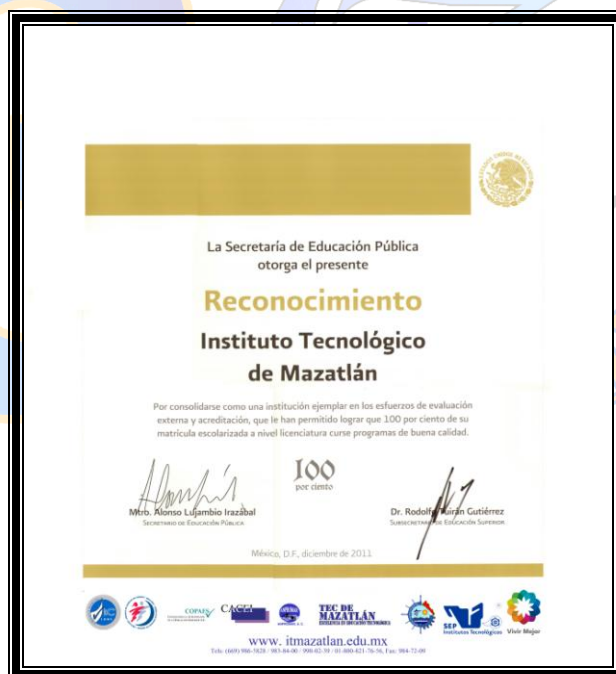 La Secretaría de Educación Pública
otorga el presente
Reconocimiento
Instituto Tecnológico
de Mazatlán
Por consolidarse como una institución ejemplar en los esfuerzos de evaluación
externa y acreditación, que le han permitido lograr que 100 por ciento de su
matrícula escolarizada a nivel licenciatura curse programas de buena calidad.
100
por ciento
Mtro. Alonso Lujambio Irazábal
Secretario de Educación Pública
Dr. Rodolfo Tuirán Gutiérrez
Subsecretario de Educación Superior
México, D.F., diciembre de 2011
COPAES
CACEI
TEC DE
MAZATLÁN
SEP
Institutos Tecnológicos
Vivir Mejor
www. itmazatlan.edu.mx